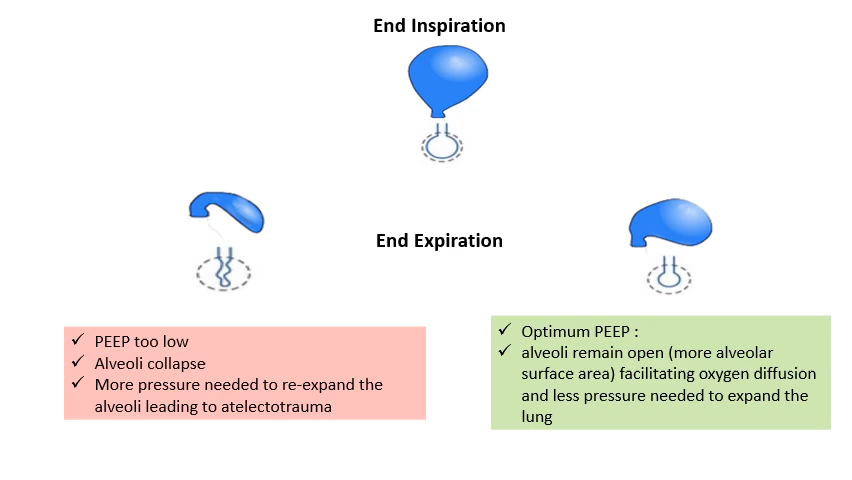 End Inspiration
End Expiration
✓ PEEP too low
✓ Alveoli collapse
✓ More pressure needed to re-expand the
alveoli leading to atelectotrauma
✓ Optimum PEEP :
✓ alveoli remain open (more alveolar
surface area) facilitating oxygen diffusion
and less pressure needed to expand the
lung